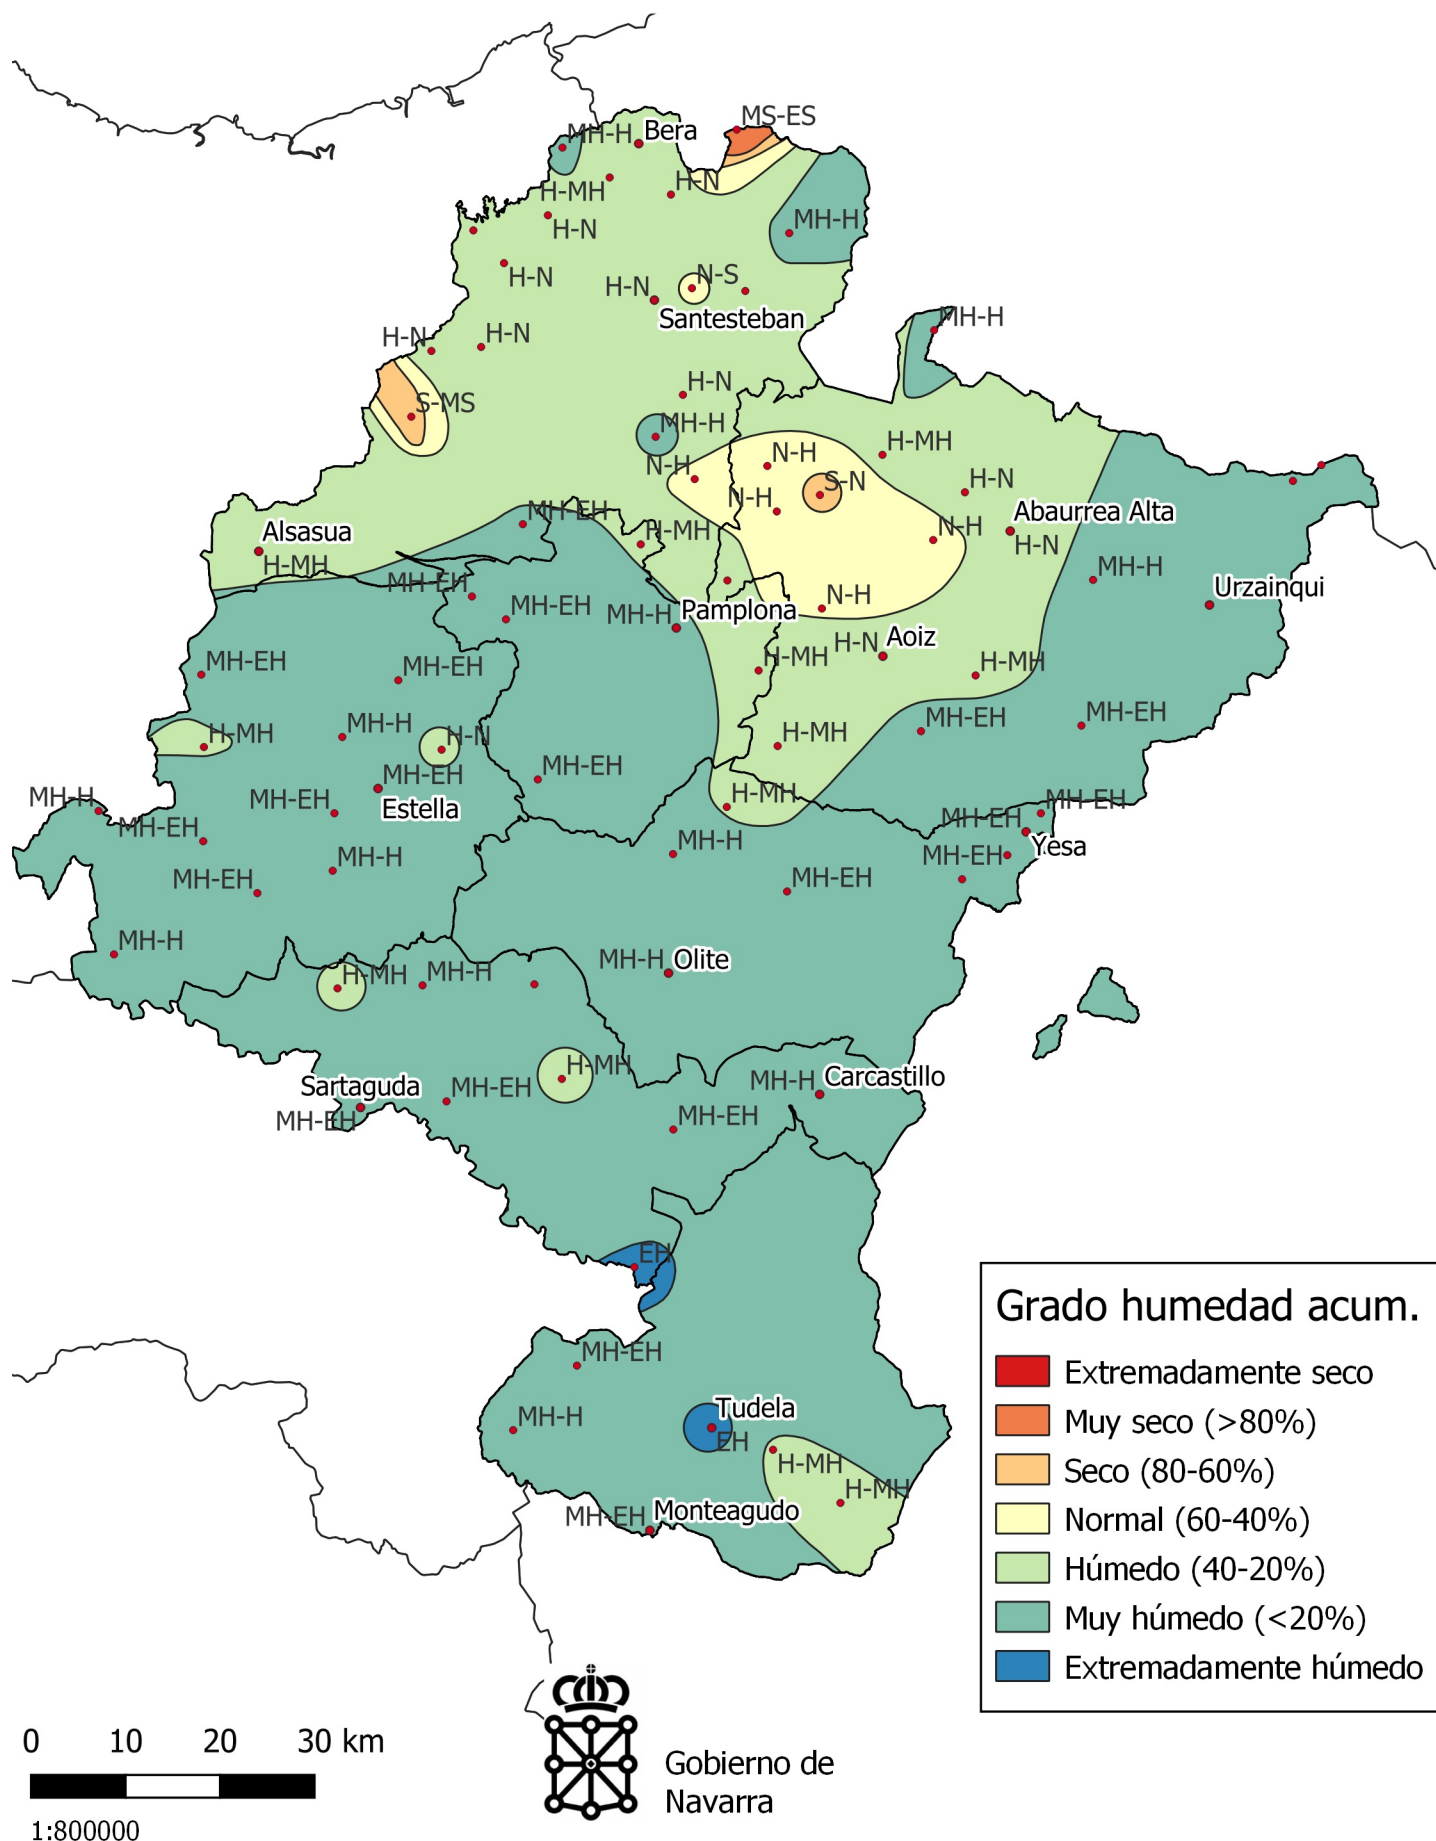 MS-ES
MH-H
Bera
H-MH
H-N
MH-H
H-N
H-N
H-N
N-S
Santesteban
MH-H
H-N
H-N
H-N
S-MS
MH-H
H-MH
N-H
N-H
S-N
H-N
N-H
MH-EH
Abaurrea Alta
Alsasua
H-MH
N-H
H-N
H-MH
MH-H
MH-EH
Urzainqui
MH-EH
MH-H
Pamplona
N-H
H-N
Aoiz
MH-EH
MH-EH
H-MH
H-MH
MH-H
H-MH
H-N
H-MH
MH-EH
MH-EH
MH-EH
MH-EH
Estella
MH-H
MH-EH
H-MH
MH-EH
MH-EH
MH-EH
Yesa
MH-H
MH-H
MH-EH
MH-EH
MH-EH
MH-H
H-MH
MH-H
MH-H
Olite
H-MH
Sartaguda
MH-EH
MH-EH
MH-H
Carcastillo
MH-EH
EH
MH-EH
MH-H
Tudela
EH
H-MH
H-MH
MH-EH
Monteagudo
Grado humedad acum.
Extremadamente seco
Muy seco (>80%)
Seco (80-60%)
Normal (60-40%)
Húmedo (40-20%)
Muy húmedo (<20%)
Extremadamente húmedo
0 10 20 30 km
1:800000
Gobierno de
Navarra